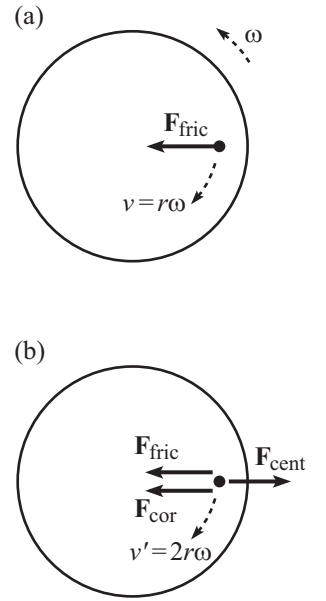 (a)
ω
F_fric
v = rω
(b)
F_fric
F_cent
F_cor
v′ = 2rω